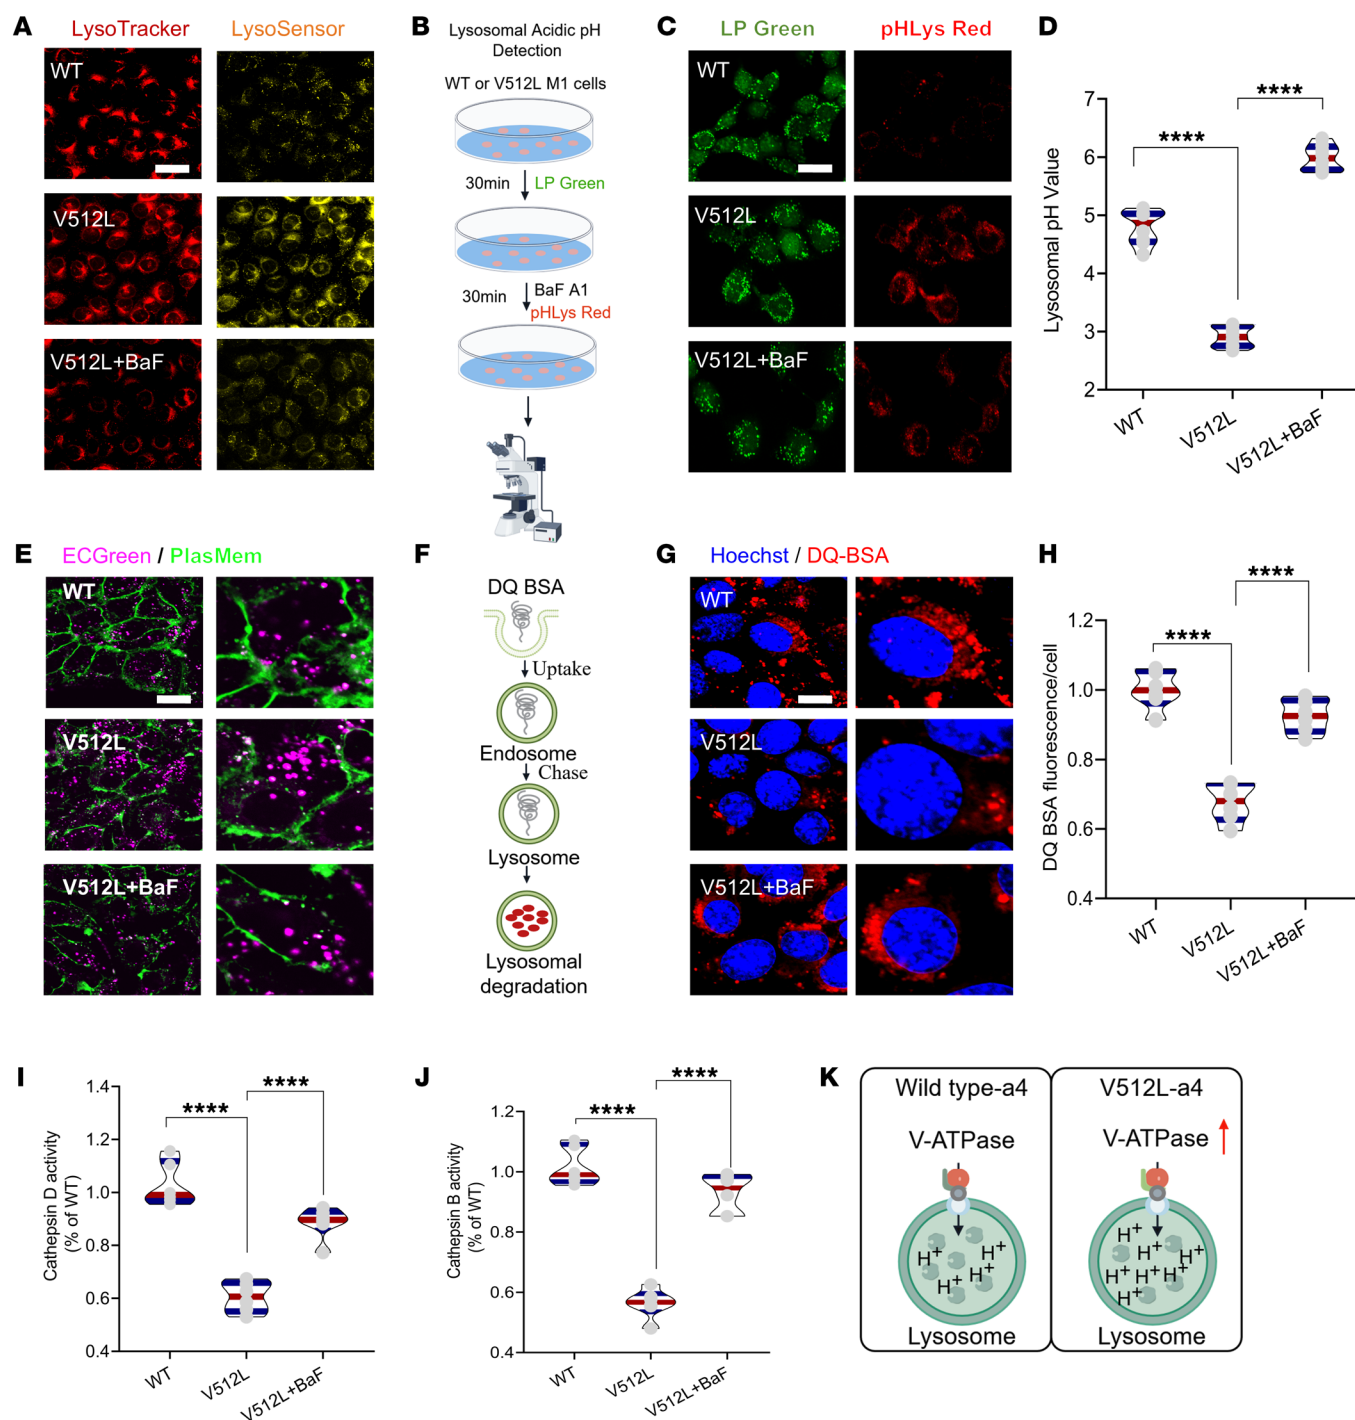 A
LysoTracker
LysoSensor
WT
V512L
V512L+BaF
B
Lysosomal Acidic pH
Detection
WT or V512L M1 cells
30min
LP Green
30min
BaF A1
pHLys Red
C
LP Green
pHLys Red
WT
V512L
V512L+BaF
D
Lysosomal pH Value
7
6
5
4
3
2
****
****
WT
V512L
V512L+BaF
E
ECGreen / PlasMem
WT
V512L
V512L+BaF
F
DQ BSA
Uptake
Endosome
Chase
Lysosome
Lysosomal
degradation
G
Hoechst / DQ-BSA
WT
V512L
V512L+BaF
H
DQ BSA fluorescence/cell
1.2
1.0
0.8
0.6
0.4
****
****
WT
V512L
V512L+BaF
I
Cathepsin D activity
(% of WT)
1.4
1.2
1.0
0.8
0.6
0.4
****
****
WT
V512L
V512L+BaF
J
Cathepsin B activity
(% of WT)
1.2
1.0
0.8
0.6
0.4
****
****
WT
V512L
V512L+BaF
K
Wild type-a4
V-ATPase
H+
H+
H+
H+
Lysosome
V512L-a4
V-ATPase
H+
H+
H+
H+ H+ H+
H+
Lysosome